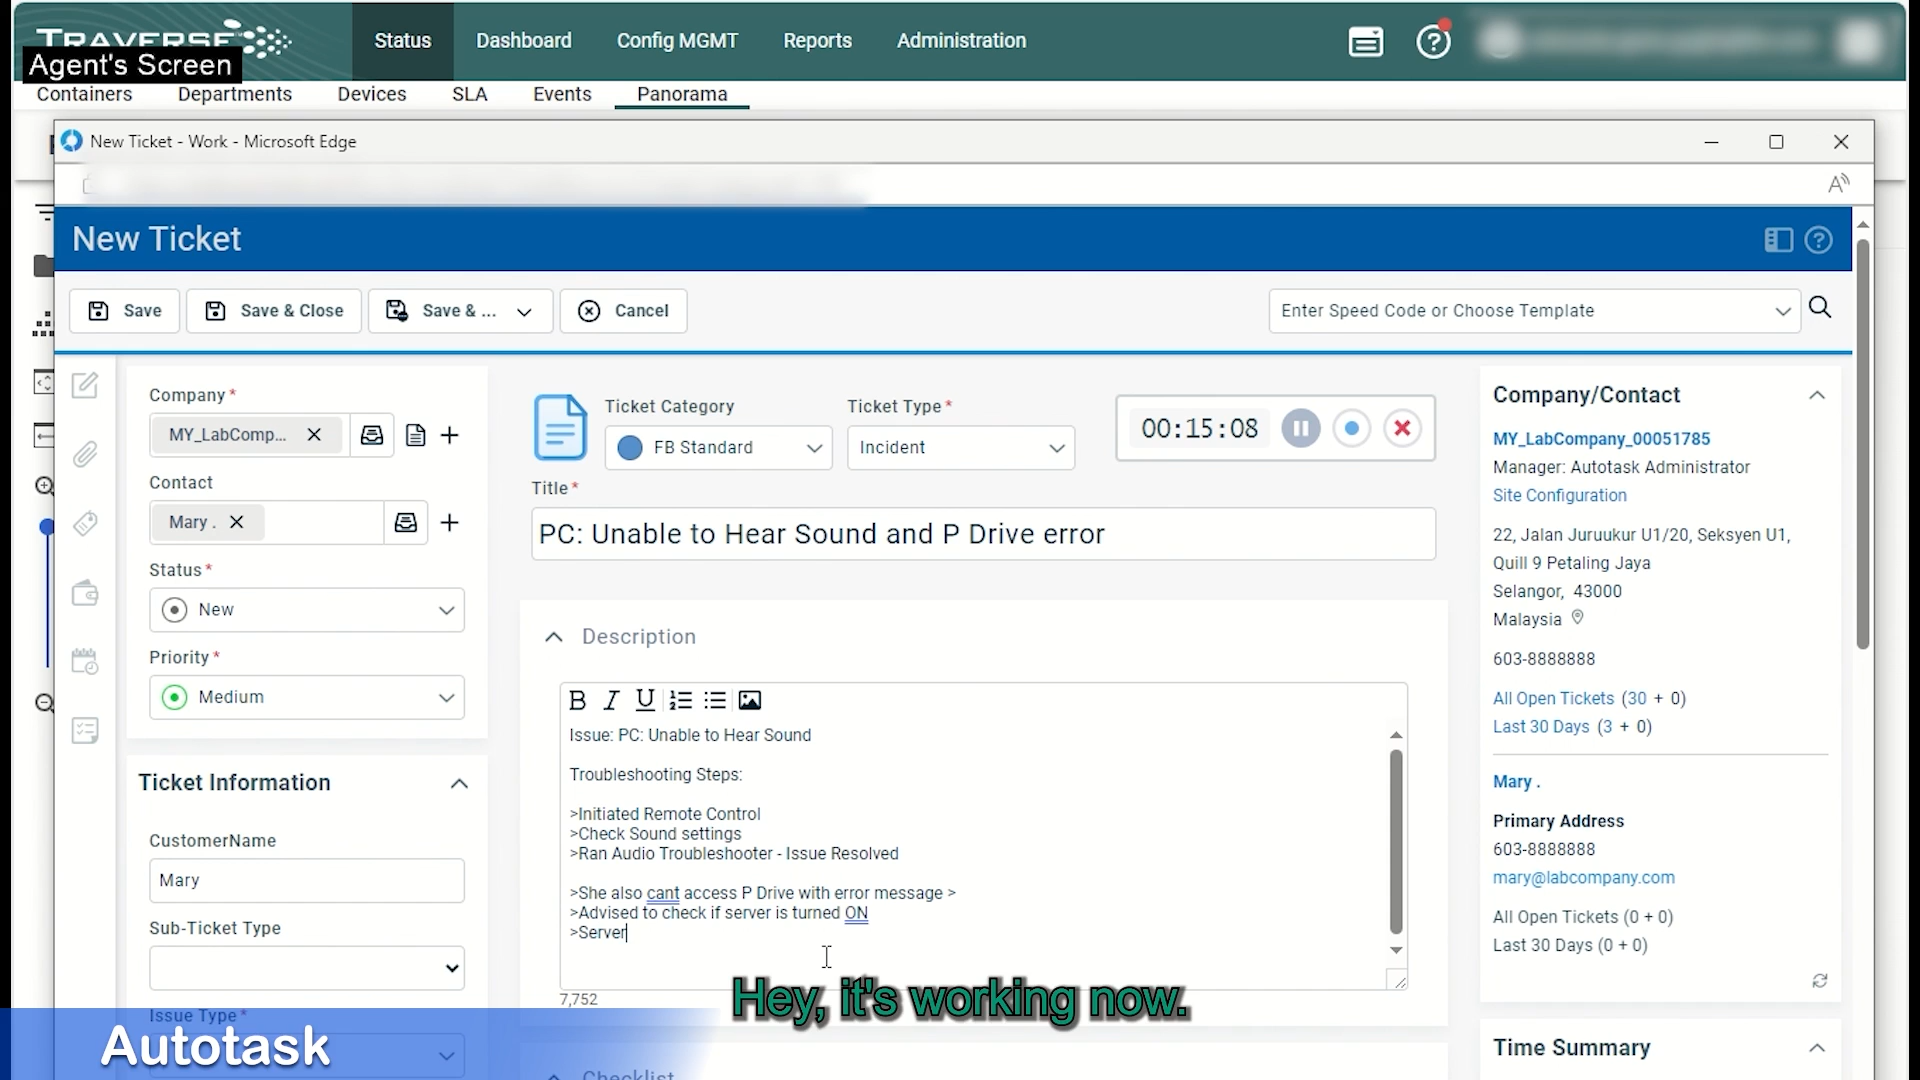 TRAVERSE
Agent's Screen
Status
Dashboard
Config MGMT
Reports
Administration
Containers
Departments
Devices
SLA
Events
Panorama
New Ticket - Work - Microsoft Edge
New Ticket
Save
Save & Close
Save & ...
Cancel
Enter Speed Code or Choose Template
Company *
MY_LabComp...
Contact
Mary .
Status *
New
Priority *
Medium
Ticket Information
CustomerName
Mary
Sub-Ticket Type
Issue Type *
Ticket Category
FB Standard
Ticket Type *
Incident
00:15:08
Title *
PC: Unable to Hear Sound and P Drive error
Description
B I U
Issue: PC: Unable to Hear Sound
Troubleshooting Steps:
>Initiated Remote Control
>Check Sound settings
>Ran Audio Troubleshooter - Issue Resolved
>She also cant access P Drive with error message >
>Advised to check if server is turned ON
>Server
7,752
Checklist
Company/Contact
MY_LabCompany_00051785
Manager: Autotask Administrator
Site Configuration
22, Jalan Juruukur U1/20, Seksyen U1,
Quill 9 Petaling Jaya
Selangor, 43000
Malaysia
603-8888888
All Open Tickets (30 + 0)
Last 30 Days (3 + 0)
Mary .
Primary Address
603-8888888
mary@labcompany.com
All Open Tickets (0 + 0)
Last 30 Days (0 + 0)
Time Summary
Hey, it's working now.
Autotask